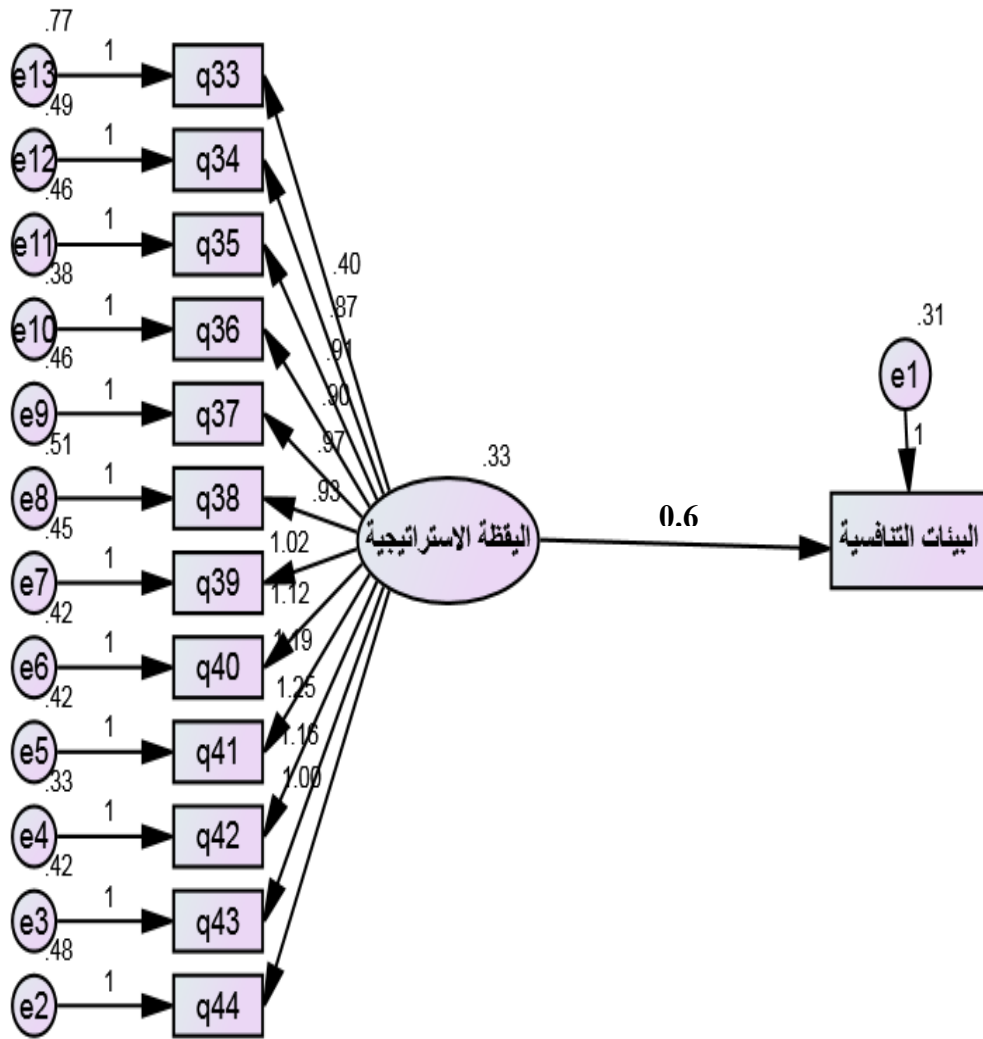 .77
e13 1 q33
.49
e12 1 q34
.46
e11 1 q35
.38
e10 1 q36
.46
e9 1 q37
.51
e8 1 q38
.45
e7 1 q39
.42
e6 1 q40
.42
e5 1 q41
.33
e4 1 q42
.42
e3 1 q43
.48
e2 1 q44
.40
.87
.91
.90
.97
.93
1.02
1.12
1.19
1.25
1.16
1.00
.33
اليقظة الاستراتيجية
0.6
.31
e1
1
البيئات التنافسية